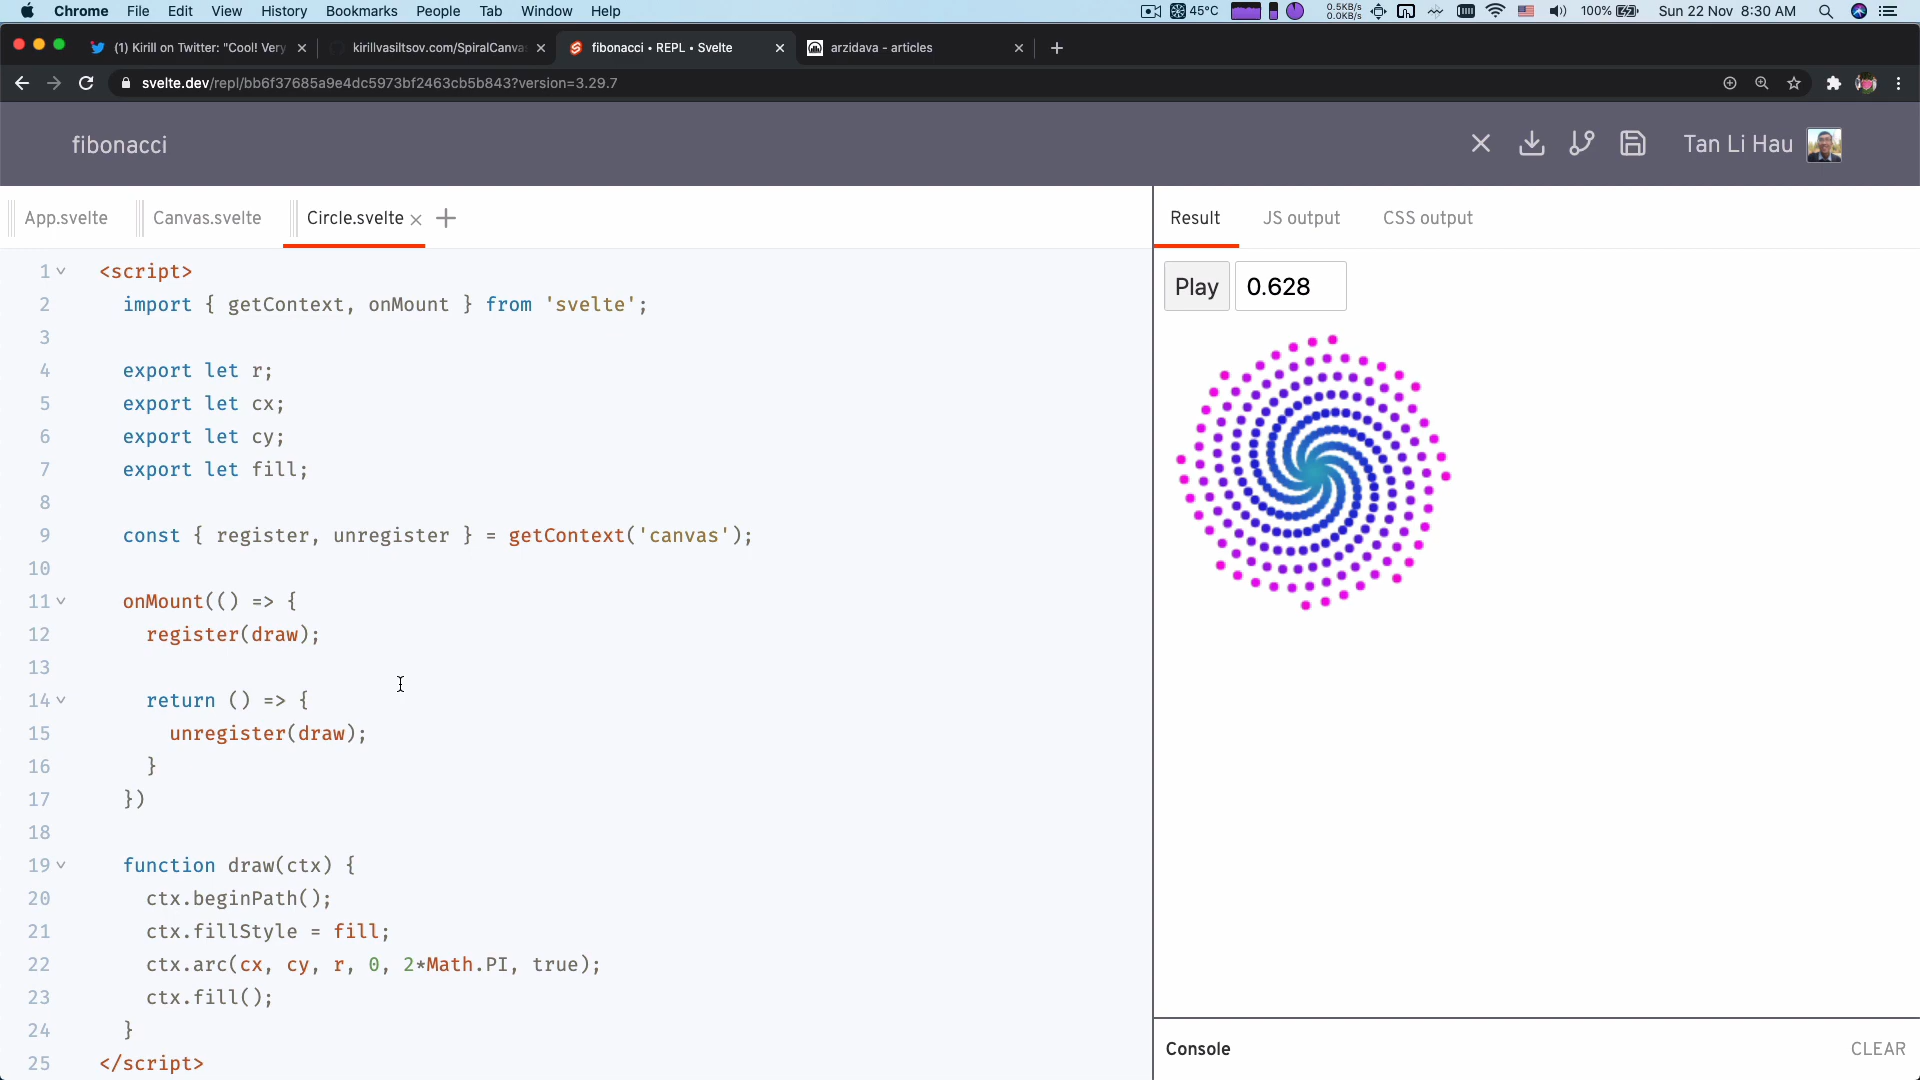 Chrome File Edit View History Bookmarks People Tab Window Help 45°C 0.5KB/s 0.0KB/s 100% Sun 22 Nov 8:30 AM
(1) Kirill on Twitter: "Cool! Very kirillvasiltsov.com/SpiralCanva fibonacci • REPL • Svelte arzidava - articles
svelte.dev/repl/bb6f37685a9e4dc5973bf2463cb5b843?version=3.29.7
fibonacci Tan Li Hau
App.svelte Canvas.svelte Circle.svelte Result JS output CSS output
Play 0.628
1 <script>
2 import { getContext, onMount } from 'svelte';
3
4 export let r;
5 export let cx;
6 export let cy;
7 export let fill;
8
9 const { register, unregister } = getContext('canvas');
10
11 onMount(() => {
12 register(draw);
13
14 return () => {
15 unregister(draw);
16 }
17 })
18
19 function draw(ctx) {
20 ctx.beginPath();
21 ctx.fillStyle = fill;
22 ctx.arc(cx, cy, r, 0, 2*Math.PI, true);
23 ctx.fill();
24 }
25 </script>
Console CLEAR